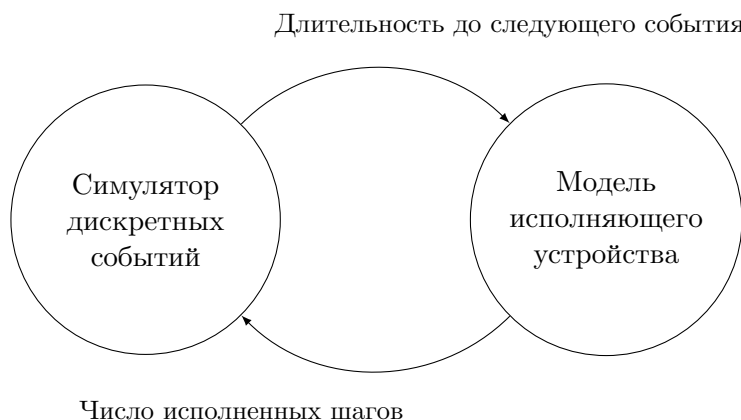 Длительность до следующего события
Симулятор
дискретных
событий
Модель
исполняющего
устройства
Число исполненных шагов